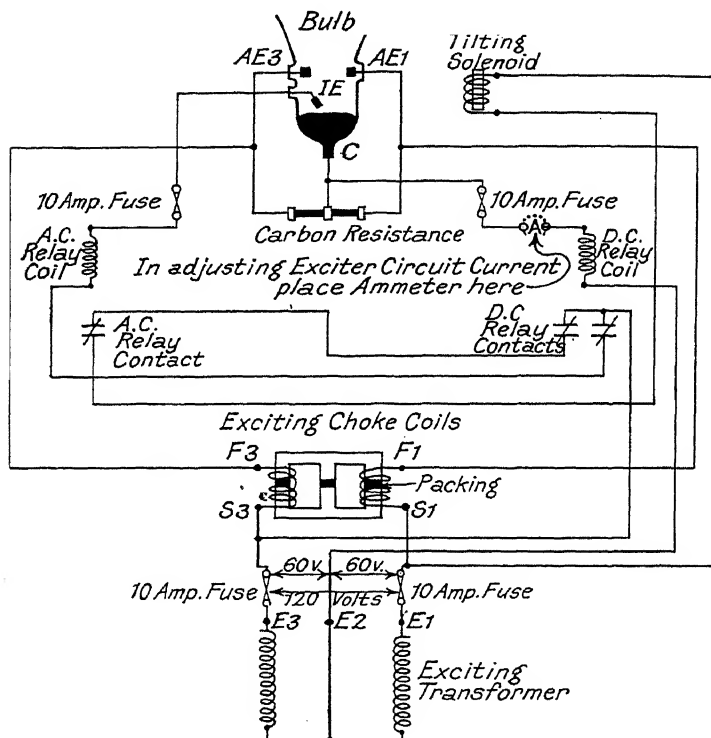 Bulb
Tilting
Solenoid
AE3
AE1
IE
C
10 Amp. Fuse
10 Amp. Fuse
A.C.
Relay
Coil
Carbon Resistance
D.C.
Relay
Coil
In adjusting Exciter Circuit Current
place Ammeter here
A
A.C.
Relay
Contact
D.C
Relay
Contacts
Exciting Choke Coils
F3
F1
Packing
S3
S1
60v.
60v.
10 Amp. Fuse
120 Volts
10 Amp. Fuse
E3
E2
E1
Exciting
Transformer